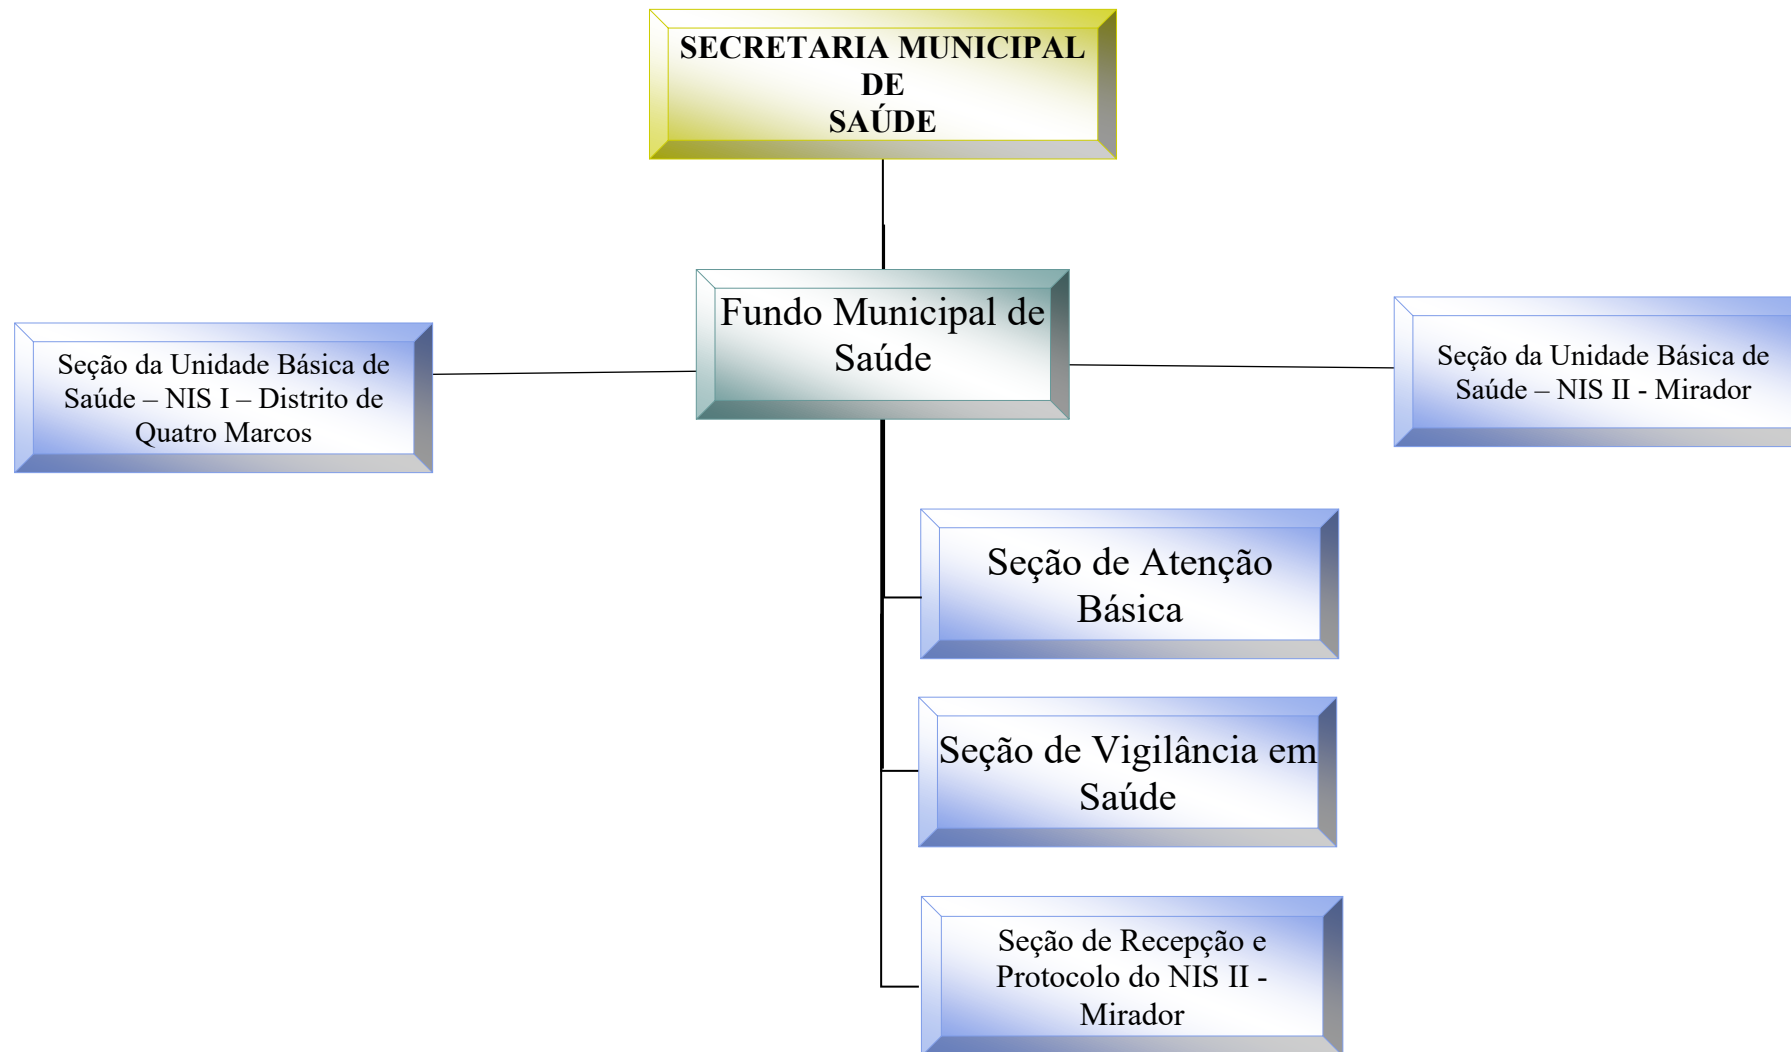 SECRETARIA MUNICIPAL
DE
SAÚDE
Fundo Municipal de
Saúde
Seção da Unidade Básica de
Saúde – NIS I – Distrito de
Quatro Marcos
Seção da Unidade Básica de
Saúde – NIS II - Mirador
Seção de Atenção
Básica
Seção de Vigilância em
Saúde
Seção de Recepção e
Protocolo do NIS II -
Mirador